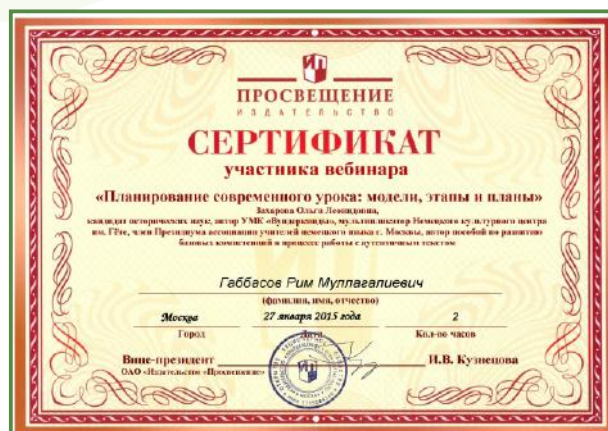 ПРОСВЕЩЕНИЕ
ИЗДАТЕЛЬСТВО
СЕРТИФИКАТ
участника вебинара
«Планирование современного урока: модели, этапы и планы»
Захарова Ольга Леонидовна,
кандидат исторических наук, автор УМК «Вундеркинды», мультипликатор Немецкого культурного центра
им. Гёте, член Президиума ассоциации учителей немецкого языка г. Москвы, автор пособий по развитию
базовых компетенций в процессе работы с аутентичным текстом
Габбасов Рим Муллагалиевич
(фамилия, имя, отчество)
Москва 27 января 2015 года 2
Город Дата Кол-во часов
Вице-президент И.В. Кузнецова
ОАО «Издательство «Просвещение»